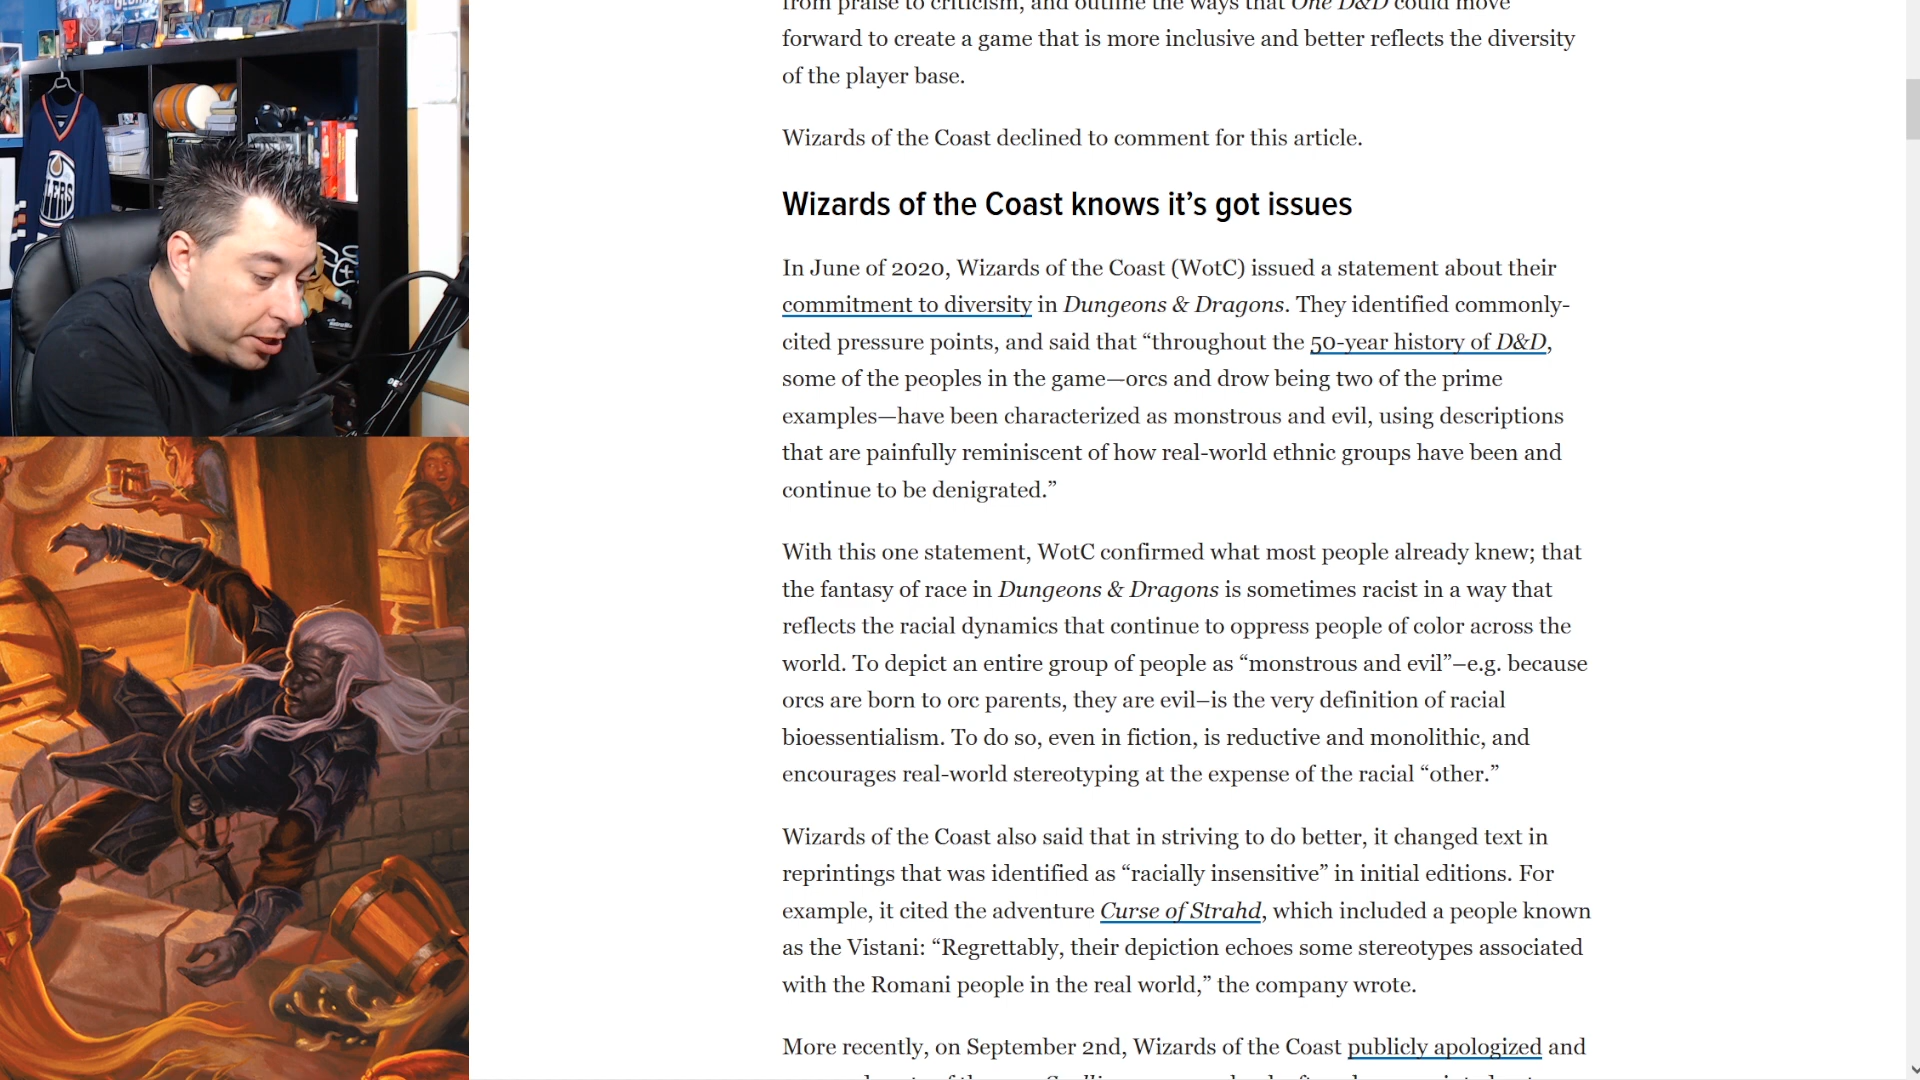 from praise to criticism, and outline the ways that One D&D could move
forward to create a game that is more inclusive and better reflects the diversity
of the player base.
Wizards of the Coast declined to comment for this article.
Wizards of the Coast knows it’s got issues
In June of 2020, Wizards of the Coast (WotC) issued a statement about their
commitment to diversity in Dungeons & Dragons. They identified commonly-
cited pressure points, and said that “throughout the 50-year history of D&D,
some of the peoples in the game—orcs and drow being two of the prime
examples—have been characterized as monstrous and evil, using descriptions
that are painfully reminiscent of how real-world ethnic groups have been and
continue to be denigrated.”
With this one statement, WotC confirmed what most people already knew; that
the fantasy of race in Dungeons & Dragons is sometimes racist in a way that
reflects the racial dynamics that continue to oppress people of color across the
world. To depict an entire group of people as “monstrous and evil”–e.g. because
orcs are born to orc parents, they are evil–is the very definition of racial
bioessentialism. To do so, even in fiction, is reductive and monolithic, and
encourages real-world stereotyping at the expense of the racial “other.”
Wizards of the Coast also said that in striving to do better, it changed text in
reprintings that was identified as “racially insensitive” in initial editions. For
example, it cited the adventure Curse of Strahd, which included a people known
as the Vistani: “Regrettably, their depiction echoes some stereotypes associated
with the Romani people in the real world,” the company wrote.
More recently, on September 2nd, Wizards of the Coast publicly apologized and